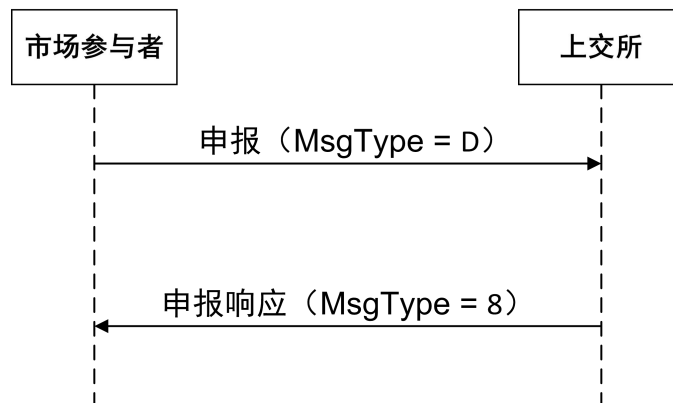 市场参与者
上交所
申报（MsgType = D）
申报响应（MsgType = 8）